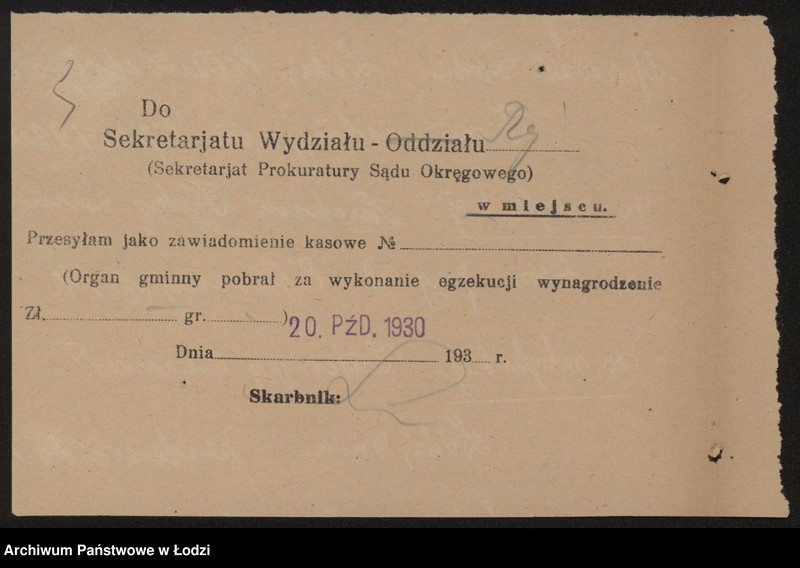 Do
Sekretarjatu Wydziału - Oddziału
(Sekretarjat Prokuratury Sądu Okręgowego)
w miejscu.
Przesyłam jako zawiadomienie kasowe №
(Organ gminny pobrał za wykonanie egzekucji wynagrodzenie
Zł. gr. )
20. PźD. 1930
Dnia 193 r.
Skarbnik:
Archiwum Państwowe w Łodzi